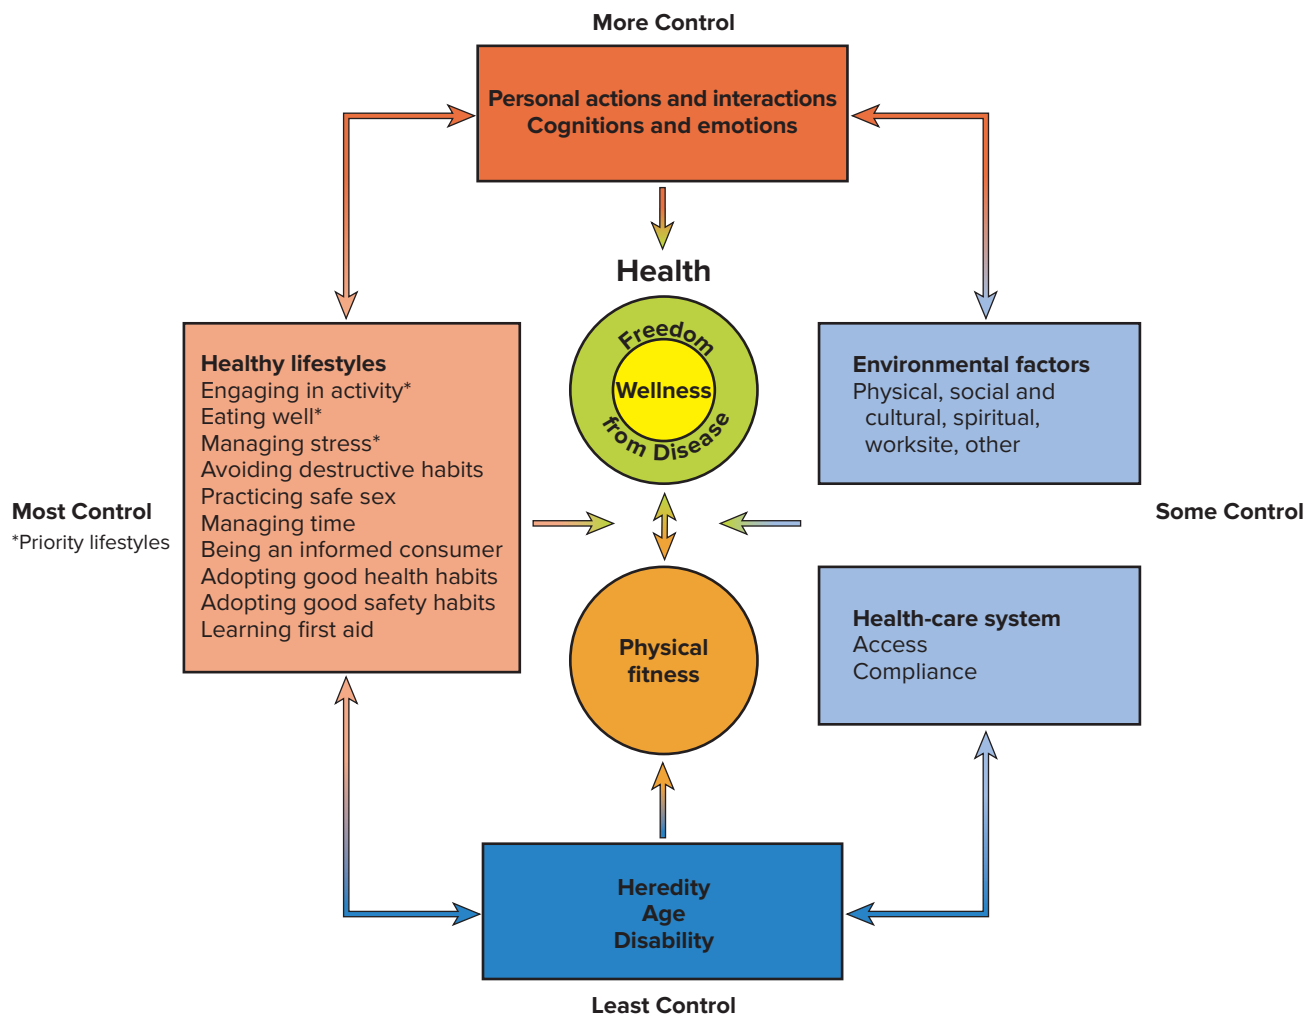 More Control
Personal actions and interactions
Cognitions and emotions
Health
Freedom
Wellness
from Disease
Healthy lifestyles
Engaging in activity*
Eating well*
Managing stress*
Avoiding destructive habits
Practicing safe sex
Managing time
Being an informed consumer
Adopting good health habits
Adopting good safety habits
Learning first aid
Most Control
*Priority lifestyles
Environmental factors
Physical, social and
cultural, spiritual,
worksite, other
Some Control
Health-care system
Access
Compliance
Physical
fitness
Heredity
Age
Disability
Least Control